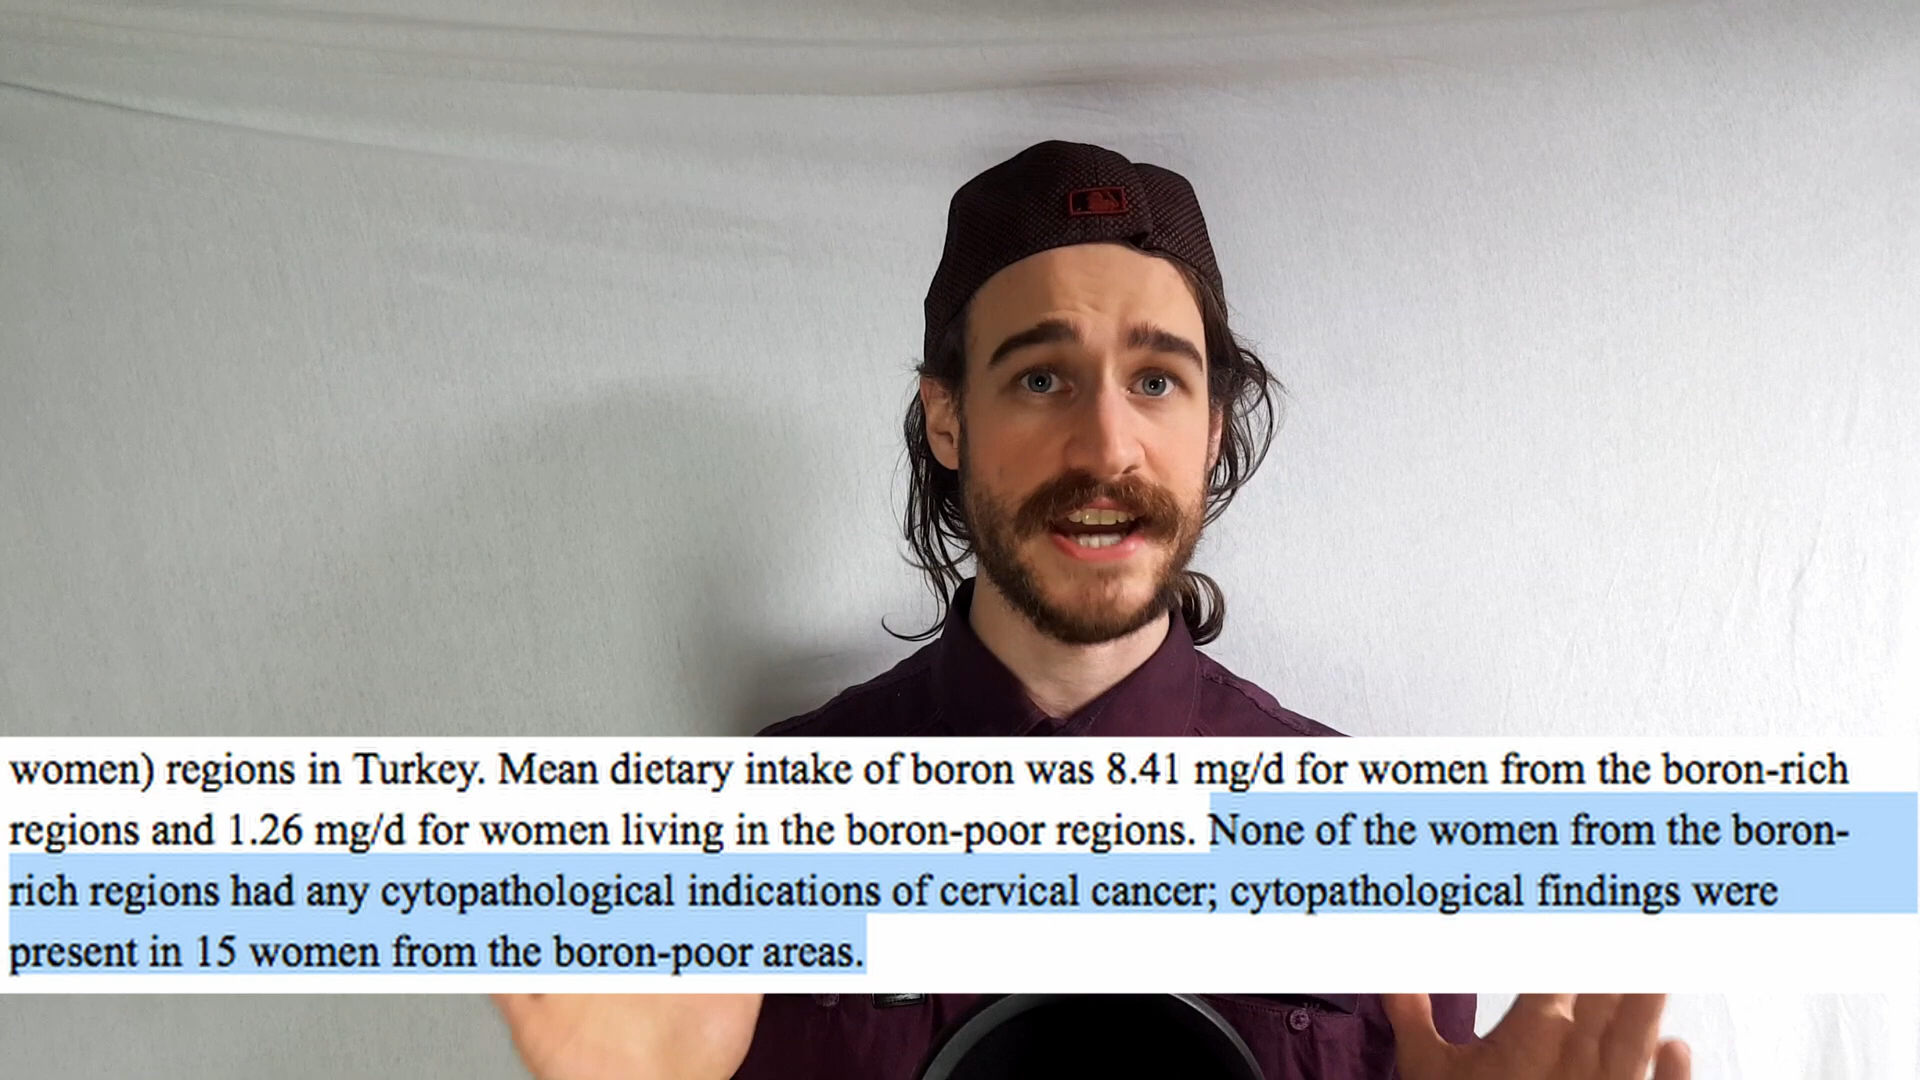 women) regions in Turkey. Mean dietary intake of boron was 8.41 mg/d for women from the boron-rich
regions and 1.26 mg/d for women living in the boron-poor regions. None of the women from the boron-
rich regions had any cytopathological indications of cervical cancer; cytopathological findings were
present in 15 women from the boron-poor areas.